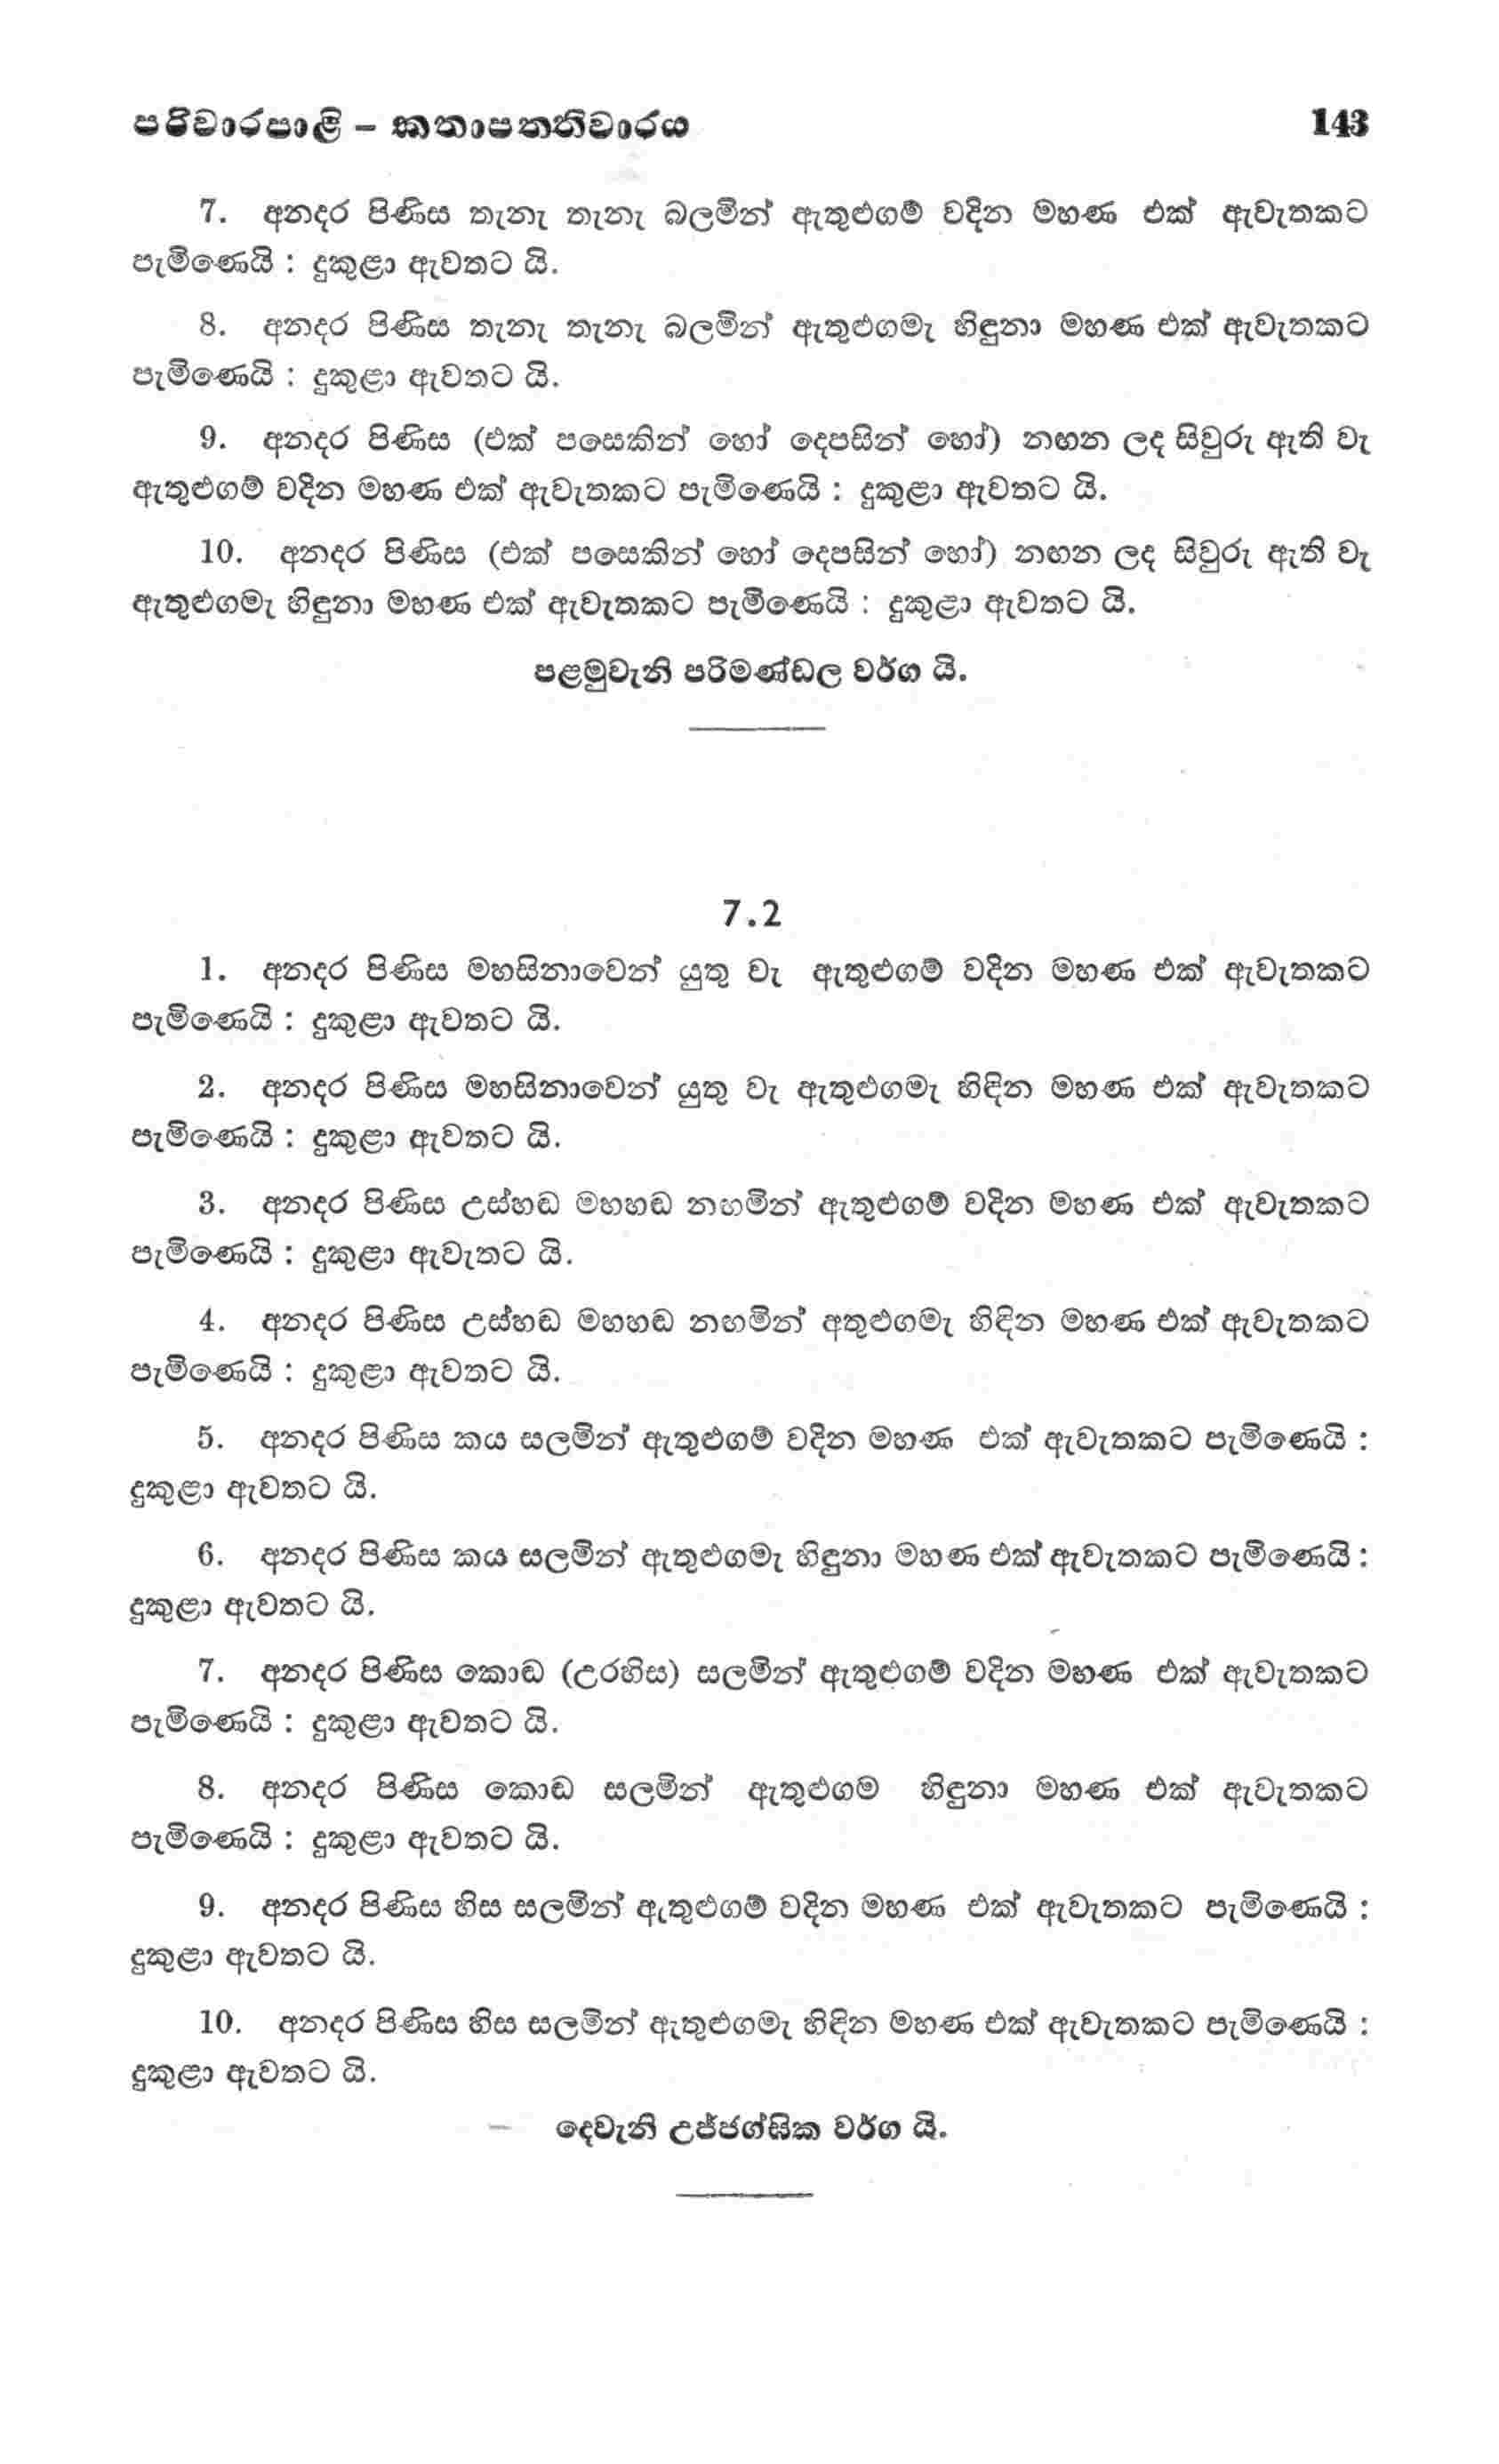 පරිවාරපාළි – කතාපතතිවාරය 143
7. අනදර පිණිස තැනැ තැනැ බලමින් ඇතුළුගම් වදින මහණ එක් ඇවැතකට
පැමිණෙයි : දුකුළා ඇවතට යි.
8. අනදර පිණිස තැනැ තැනැ බලමින් ඇතුළුගමැ හිඳුනා මහණ එක් ඇවැතකට
පැමිණෙයි : දුකුළා ඇවතට යි.
9. අනදර පිණිස (එක් පසෙකින් හෝ දෙපසින් හෝ) නඟන ලද සිවුරු ඇති වැ
ඇතුළුගම් වදින මහණ එක් ඇවැතකට පැමිණෙයි : දුකුළා ඇවතට යි.
10. අනදර පිණිස (එක් පසෙකින් හෝ දෙපසින් හෝ) නඟන ලද සිවුරු ඇති වැ
ඇතුළුගමැ හිඳුනා මහණ එක් ඇවැතකට පැමිණෙයි : දුකුළා ඇවතට යි.
පළමුවැනි පරිමණ්ඩල වර්ග යි.
7.2
1. අනදර පිණිස මහසිනාවෙන් යුතු වැ ඇතුළුගම් වදින මහණ එක් ඇවැතකට
පැමිණෙයි : දුකුළා ඇවතට යි.
2. අනදර පිණිස මහසිනාවෙන් යුතු වැ ඇතුළුගමැ හිඳින මහණ එක් ඇවැතකට
පැමිණෙයි : දුකුළා ඇවතට යි.
3. අනදර පිණිස උස්හඬ මහහඬ නඟමින් ඇතුළුගම් වදින මහණ එක් ඇවැතකට
පැමිණෙයි : දුකුළා ඇවැතට යි.
4. අනදර පිණිස උස්හඬ මහහඬ නඟමින් අතුළුගමැ හිඳින මහණ එක් ඇවැතකට
පැමිණෙයි : දුකුළා ඇවතට යි.
5. අනදර පිණිස කය සලමින් ඇතුළුගම් වදින මහණ එක් ඇවැතකට පැමිණෙයි :
දුකුළා ඇවතට යි.
6. අනදර පිණිස කය සලමින් ඇතුළුගමැ හිඳුනා මහණ එක් ඇවැතකට පැමිණෙයි :
දුකුළා ඇවතට යි.
7. අනදර පිණිස කොඬ (උරහිස) සලමින් ඇතුළුගම් වදින මහණ එක් ඇවැතකට
පැමිණෙයි : දුකුළා ඇවතට යි.
8. අනදර පිණිස කොඬ සලමින් ඇතුළුගම හිඳුනා මහණ එක් ඇවැතකට
පැමිණෙයි : දුකුළා ඇවතට යි.
9. අනදර පිණිස හිස සලමින් ඇතුළුගම් වදින මහණ එක් ඇවැතකට පැමිණෙයි :
දුකුළා ඇවතට යි.
10. අනදර පිණිස හිස සලමින් ඇතුළුගමැ හිඳින මහණ එක් ඇවැතකට පැමිණෙයි :
දුකුළා ඇවතට යි.
දෙවැනි උජ්ජග්ඝික වර්ග යි.